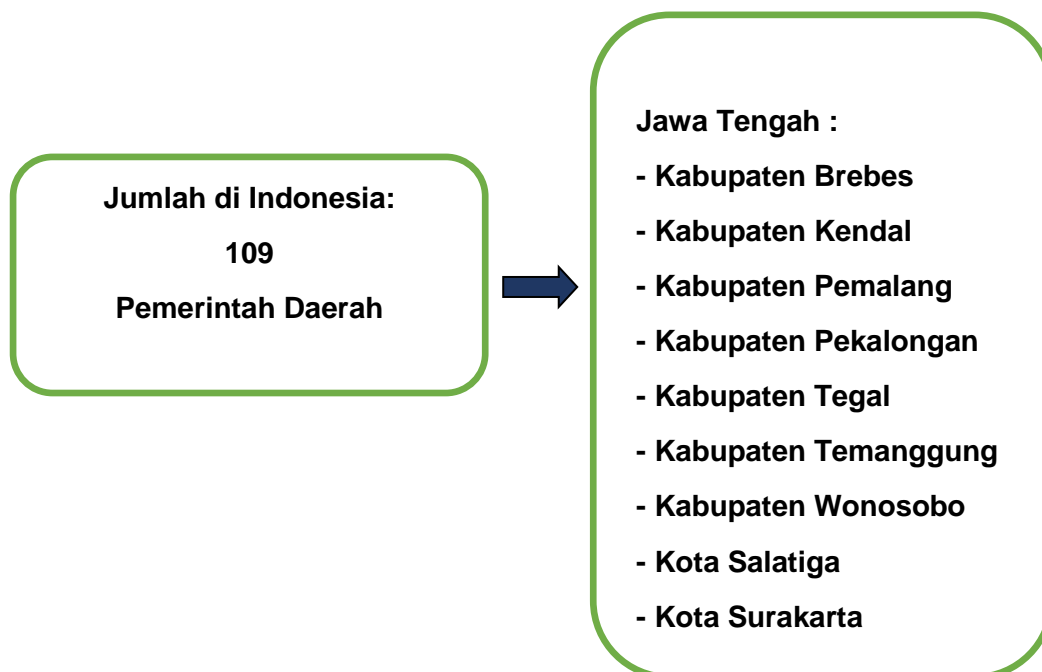 Jumlah di Indonesia:
109
Pemerintah Daerah
Jawa Tengah :
- Kabupaten Brebes
- Kabupaten Kendal
- Kabupaten Pemalang
- Kabupaten Pekalongan
- Kabupaten Tegal
- Kabupaten Temanggung
- Kabupaten Wonosobo
- Kota Salatiga
- Kota Surakarta